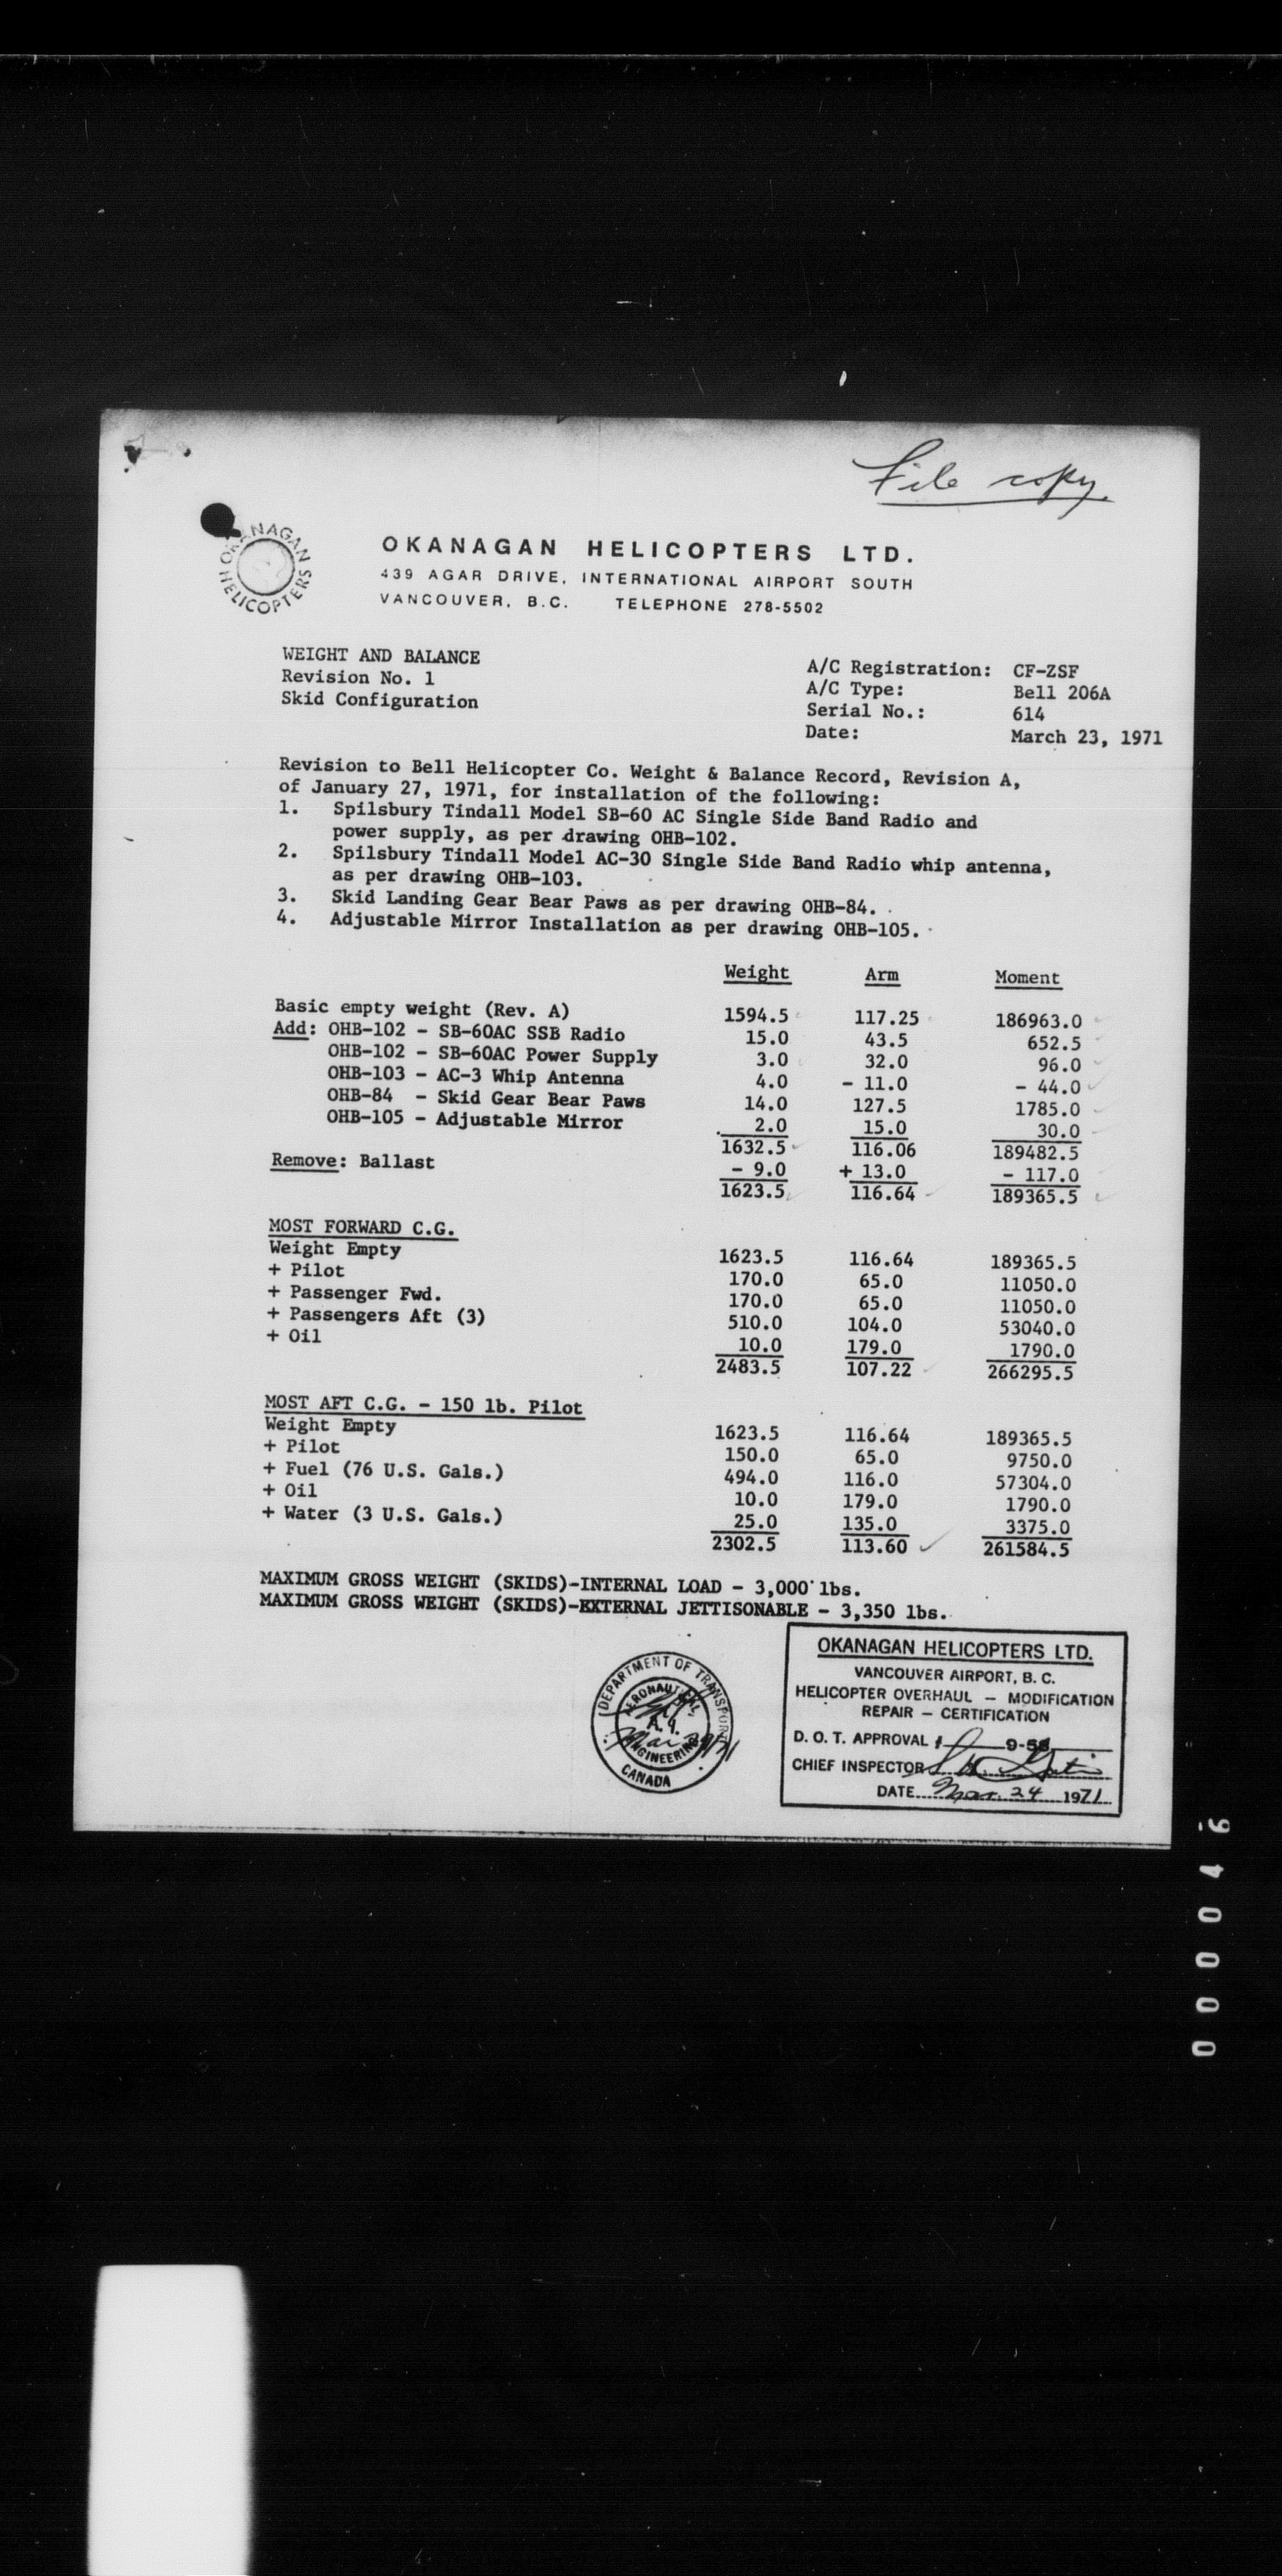 File copy.
OKANAGAN HELICOPTERS
OKANAGAN HELICOPTERS LTD.
439 AGAR DRIVE, INTERNATIONAL AIRPORT SOUTH
VANCOUVER, B.C. TELEPHONE 278-5502
WEIGHT AND BALANCE
Revision No. 1
Skid Configuration
A/C Registration: CF-ZSF
A/C Type: Bell 206A
Serial No.: 614
Date: March 23, 1971
Revision to Bell Helicopter Co. Weight & Balance Record, Revision A,
of January 27, 1971, for installation of the following:
1. Spilsbury Tindall Model SB-60 AC Single Side Band Radio and
power supply, as per drawing OHB-102.
2. Spilsbury Tindall Model AC-30 Single Side Band Radio whip antenna,
as per drawing OHB-103.
3. Skid Landing Gear Bear Paws as per drawing OHB-84.
4. Adjustable Mirror Installation as per drawing OHB-105.
Weight Arm Moment
Basic empty weight (Rev. A) 1594.5 117.25 186963.0
Add: OHB-102 - SB-60AC SSB Radio 15.0 43.5 652.5
OHB-102 - SB-60AC Power Supply 3.0 32.0 96.0
OHB-103 - AC-3 Whip Antenna 4.0 - 11.0 - 44.0
OHB-84 - Skid Gear Bear Paws 14.0 127.5 1785.0
OHB-105 - Adjustable Mirror 2.0 15.0 30.0
1632.5 116.06 189482.5
Remove: Ballast - 9.0 + 13.0 - 117.0
1623.5 116.64 189365.5
MOST FORWARD C.G.
Weight Empty 1623.5 116.64 189365.5
+ Pilot 170.0 65.0 11050.0
+ Passenger Fwd. 170.0 65.0 11050.0
+ Passengers Aft (3) 510.0 104.0 53040.0
+ Oil 10.0 179.0 1790.0
2483.5 107.22 266295.5
MOST AFT C.G. - 150 lb. Pilot
Weight Empty 1623.5 116.64 189365.5
+ Pilot 150.0 65.0 9750.0
+ Fuel (76 U.S. Gals.) 494.0 116.0 57304.0
+ Oil 10.0 179.0 1790.0
+ Water (3 U.S. Gals.) 25.0 135.0 3375.0
2302.5 113.60 261584.5
MAXIMUM GROSS WEIGHT (SKIDS)-INTERNAL LOAD - 3,000 lbs.
MAXIMUM GROSS WEIGHT (SKIDS)-EXTERNAL JETTISONABLE - 3,350 lbs.
DEPARTMENT OF TRANSPORT
AERONAUTICAL
Mar 29/71
ENGINEERING
CANADA
OKANAGAN HELICOPTERS LTD.
VANCOUVER AIRPORT, B. C.
HELICOPTER OVERHAUL - MODIFICATION
REPAIR - CERTIFICATION
D. O. T. APPROVAL # 9-58
CHIEF INSPECTOR
DATE Mar. 24 1971
000046